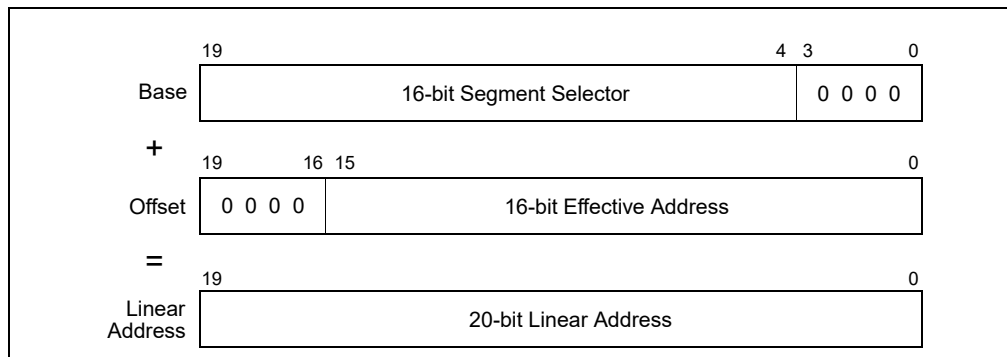 19 4 3 0
Base 16-bit Segment Selector 0 0 0 0
+
19 16 15 0
Offset 0 0 0 0 16-bit Effective Address
=
19 0
Linear
Address 20-bit Linear Address